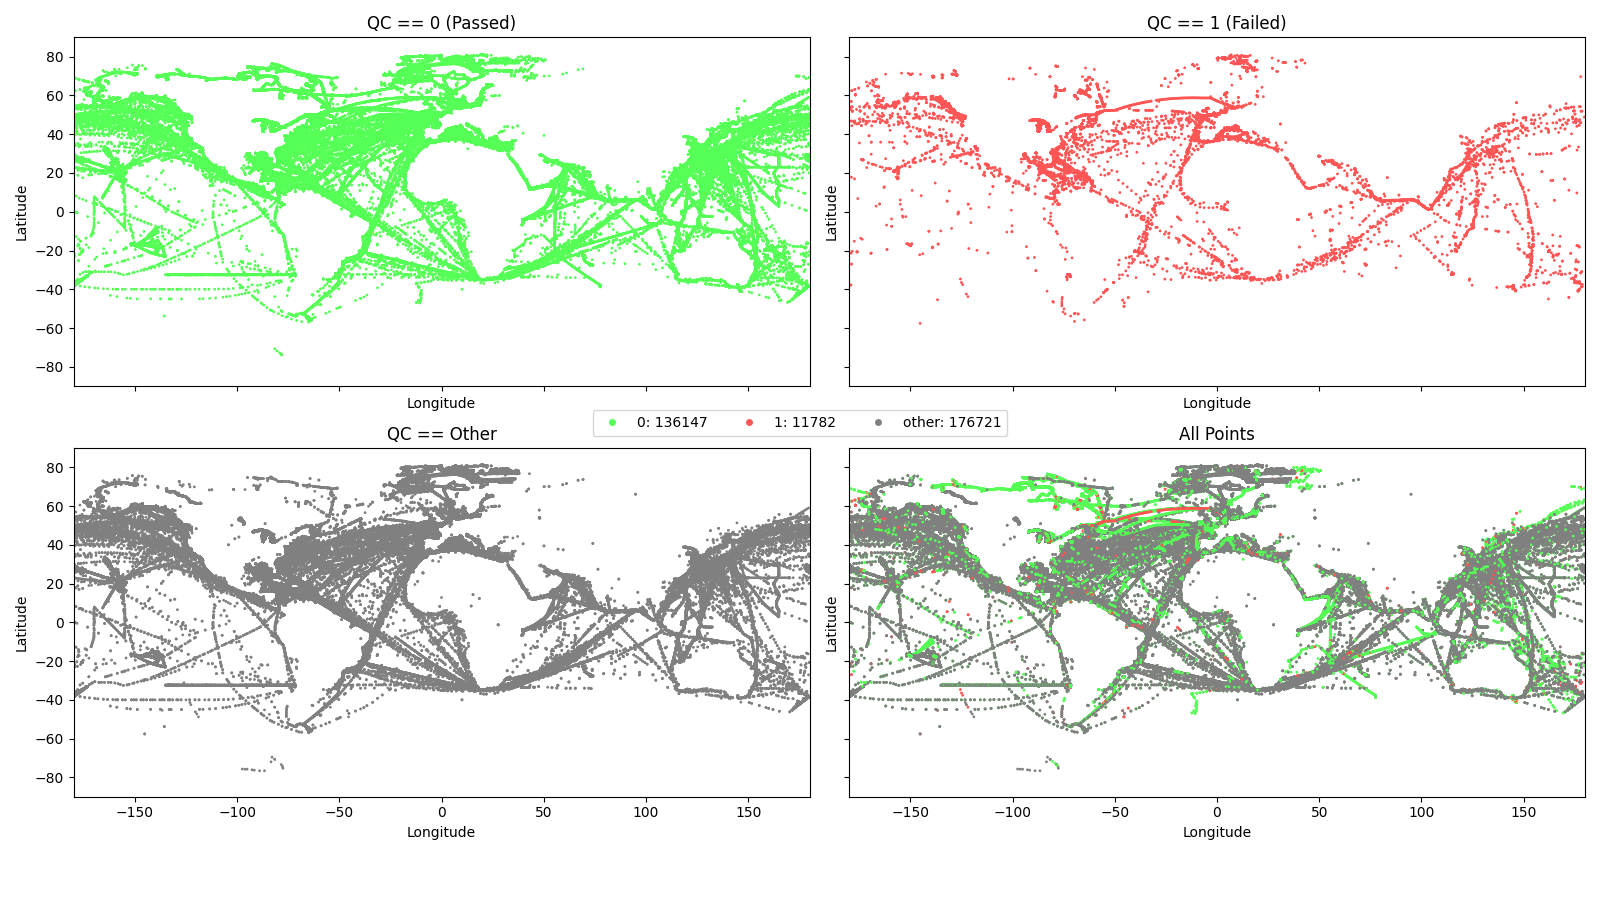 QC == 0 (Passed)
QC == 1 (Failed)
80
60
40
20
0
−20
−40
−60
−80
Latitude
Latitude
Longitude
Longitude
0: 136147
1: 11782
other: 176721
QC == Other
All Points
80
60
40
20
0
−20
−40
−60
−80
Latitude
Latitude
−150
−100
−50
0
50
100
150
−150
−100
−50
0
50
100
150
Longitude
Longitude